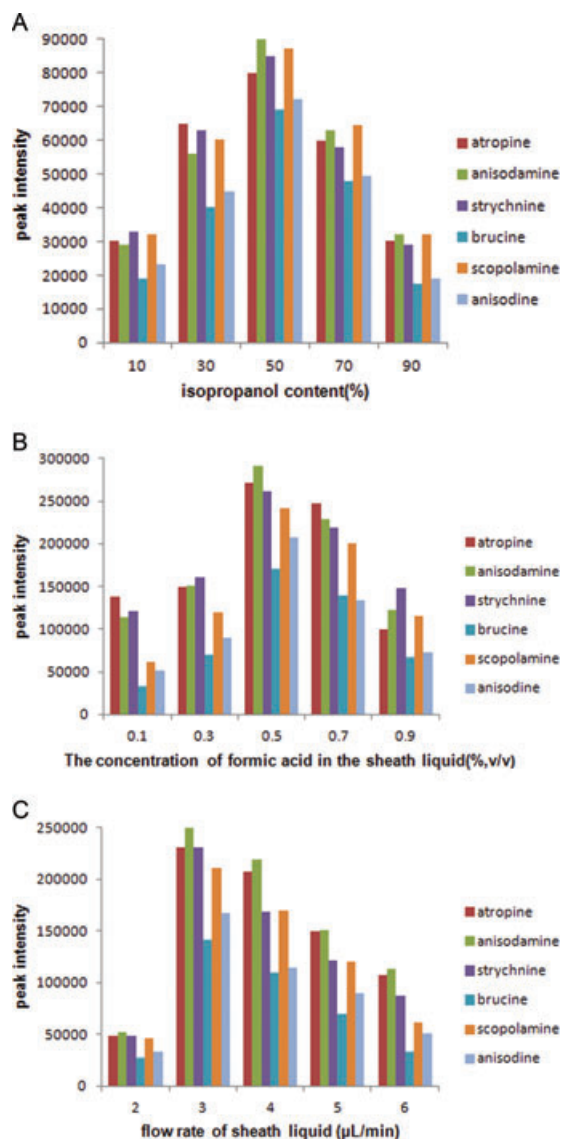 A
90000
80000
70000
60000
50000
40000
30000
20000
10000
0
peak intensity
10 30 50 70 90
isopropanol content(%)
atropine
anisodamine
strychnine
brucine
scopolamine
anisodine
B
300000
250000
200000
150000
100000
50000
0
peak intensity
0.1 0.3 0.5 0.7 0.9
The concentration of formic acid in the sheath liquid(%,v/v)
atropine
anisodamine
strychnine
brucine
scopolamine
anisodine
C
250000
200000
150000
100000
50000
0
peak intensity
2 3 4 5 6
flow rate of sheath liquid (µL/min)
atropine
anisodamine
strychnine
brucine
scopolamine
anisodine